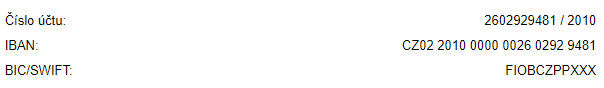 Číslo účtu: 2602929481 / 2010
IBAN: CZ02 2010 0000 0026 0292 9481
BIC/SWIFT: FIOBCZPPXXX